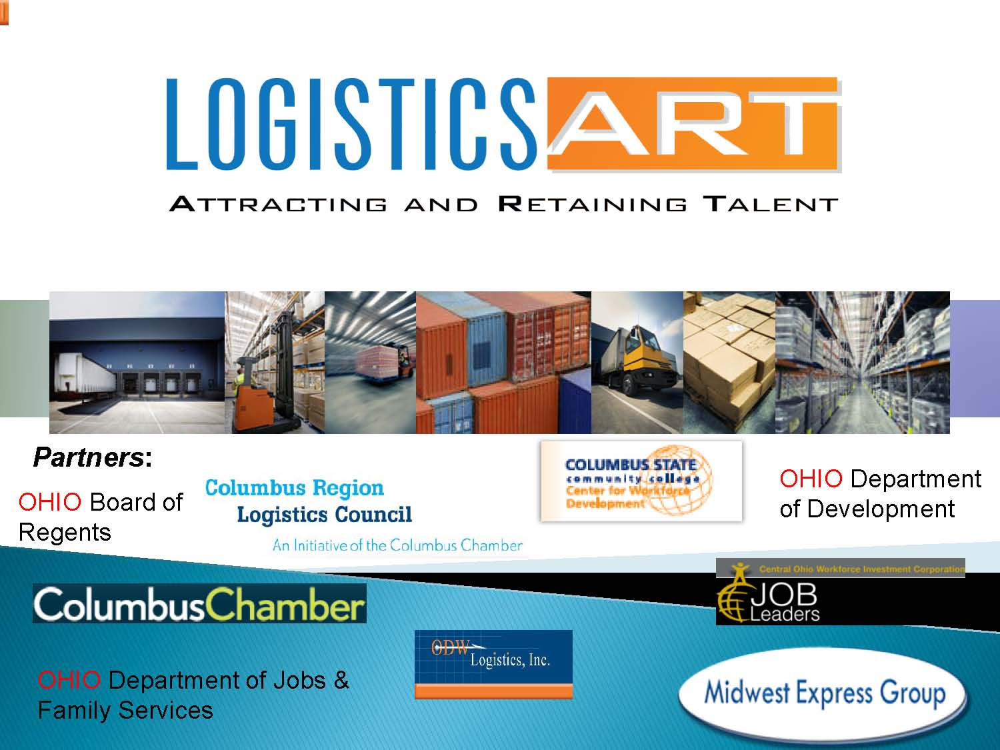 LOGISTICSART
ATTRACTING AND RETAINING TALENT
Partners:
OHIO Board of
Regents
Columbus Region
Logistics Council
An Initiative of the Columbus Chamber
COLUMBUS STATE
community college
Center for Workforce
Development
OHIO Department
of Development
ColumbusChamber
Central Ohio Workforce Investment Corporation
JOB
Leaders
ODW
Logistics, Inc.
OHIO Department of Jobs &
Family Services
Midwest Express Group